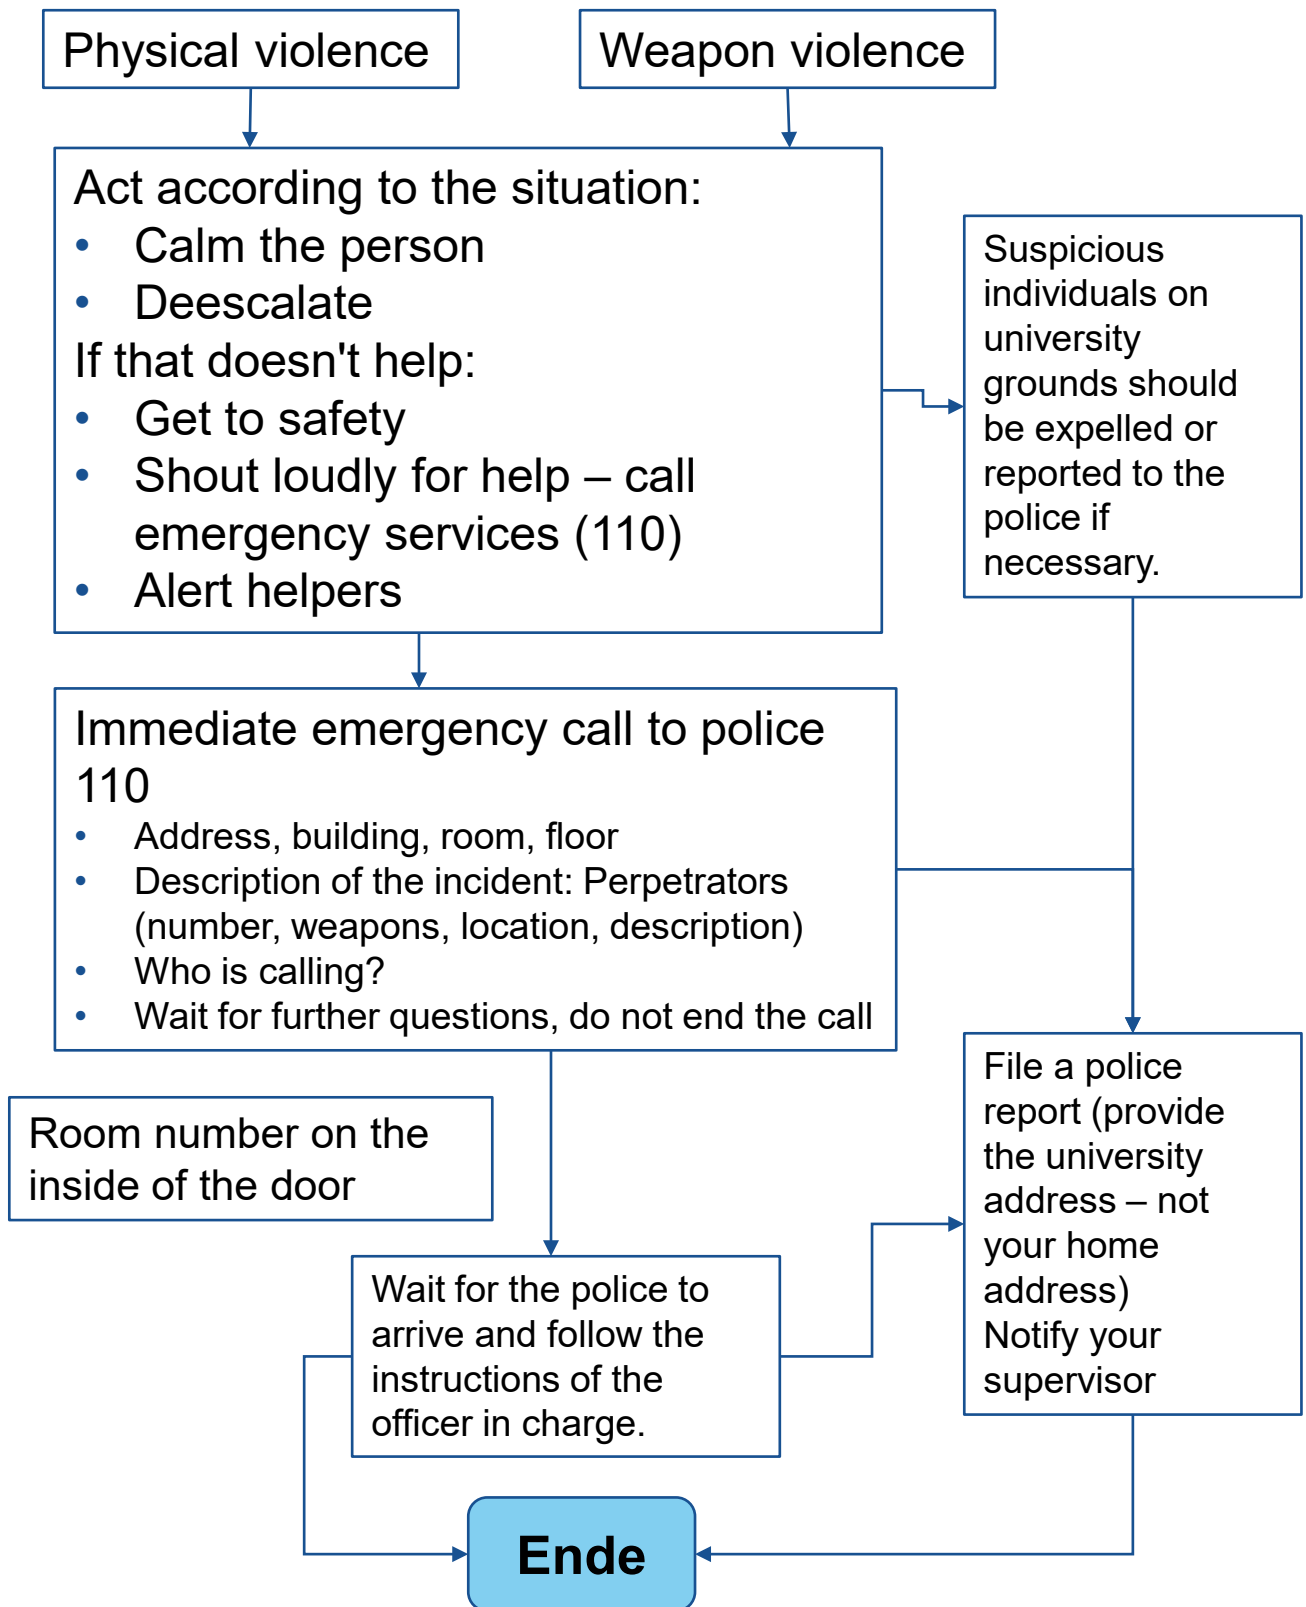 Physical violence
Weapon violence
Act according to the situation:
• Calm the person
• Deescalate
If that doesn't help:
• Get to safety
• Shout loudly for help – call
emergency services (110)
• Alert helpers
Suspicious
individuals on
university
grounds should
be expelled or
reported to the
police if
necessary.
Immediate emergency call to police
110
• Address, building, room, floor
• Description of the incident: Perpetrators
(number, weapons, location, description)
• Who is calling?
• Wait for further questions, do not end the call
Room number on the
inside of the door
File a police
report (provide
the university
address – not
your home
address)
Notify your
supervisor
Wait for the police to
arrive and follow the
instructions of the
officer in charge.
Ende